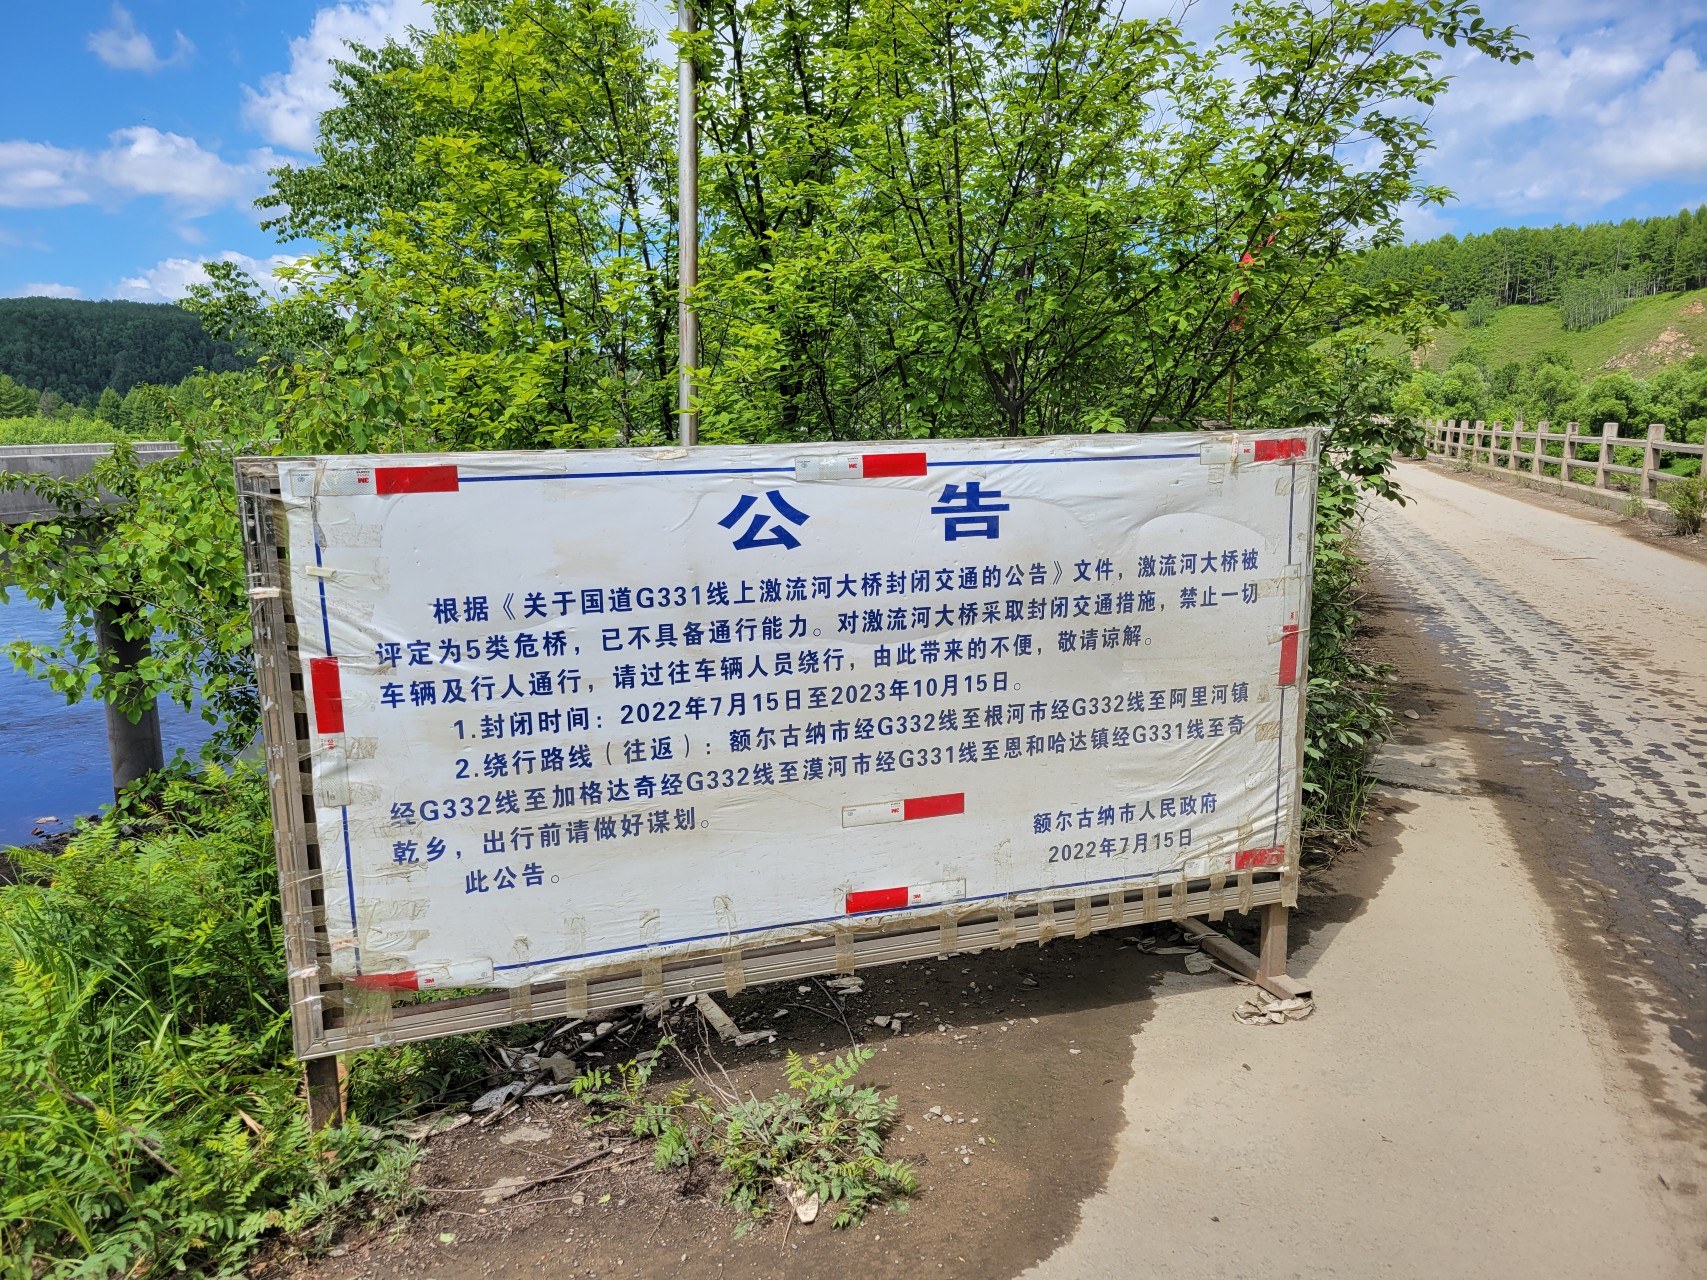 公 告
根据《关于国道G331线上激流河大桥封闭交通的公告》文件，激流河大桥被
评定为5类危桥，已不具备通行能力。对激流河大桥采取封闭交通措施，禁止一切
车辆及行人通行，请过往车辆人员绕行，由此带来的不便，敬请谅解。
1.封闭时间：2022年7月15日至2023年10月15日。
2.绕行路线（往返）：额尔古纳市经G332线至根河市经G332线至阿里河镇
经G332线至加格达奇经G332线至漠河市经G331线至恩和哈达镇经G331线至奇
乾乡，出行前请做好谋划。
此公告。
额尔古纳市人民政府
2022年7月15日